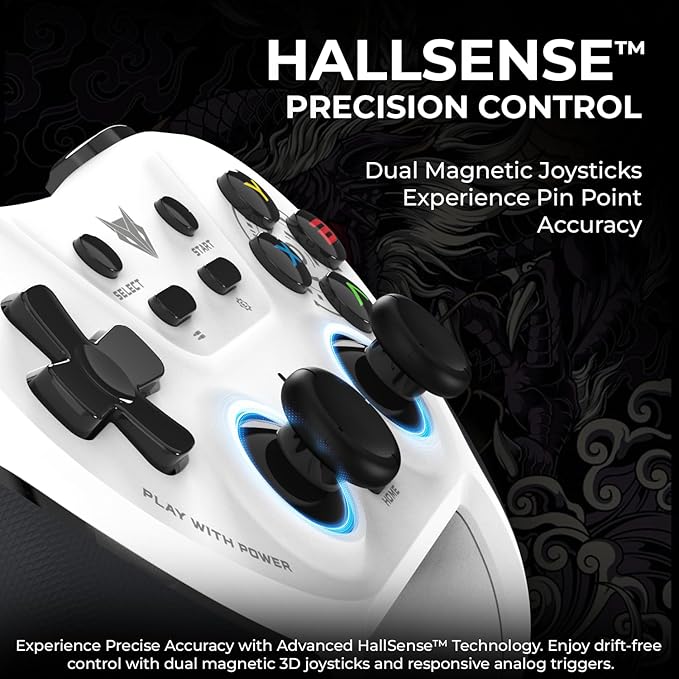 HALLSENSE™
PRECISION CONTROL
Dual Magnetic Joysticks
Experience Pin Point
Accuracy
Y
B
X
A
START
SELECT
HOME
PLAY WITH POWER
Experience Precise Accuracy with Advanced HallSense™ Technology. Enjoy drift-free
control with dual magnetic 3D joysticks and responsive analog triggers.